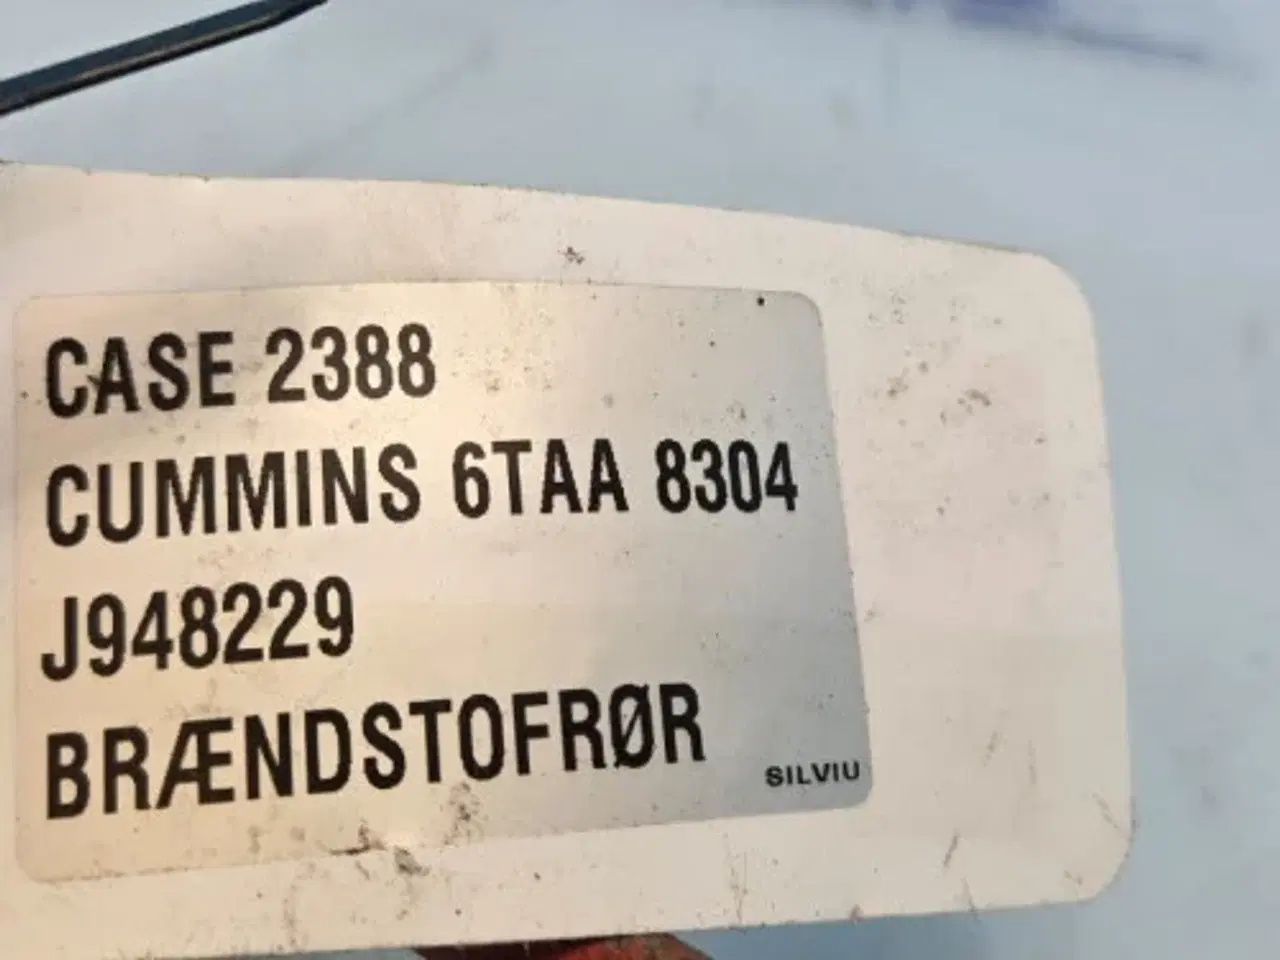 CASE 2388
CUMMINS 6TAA 8304
J948229
BRÆNDSTOFRØR
SILVIU